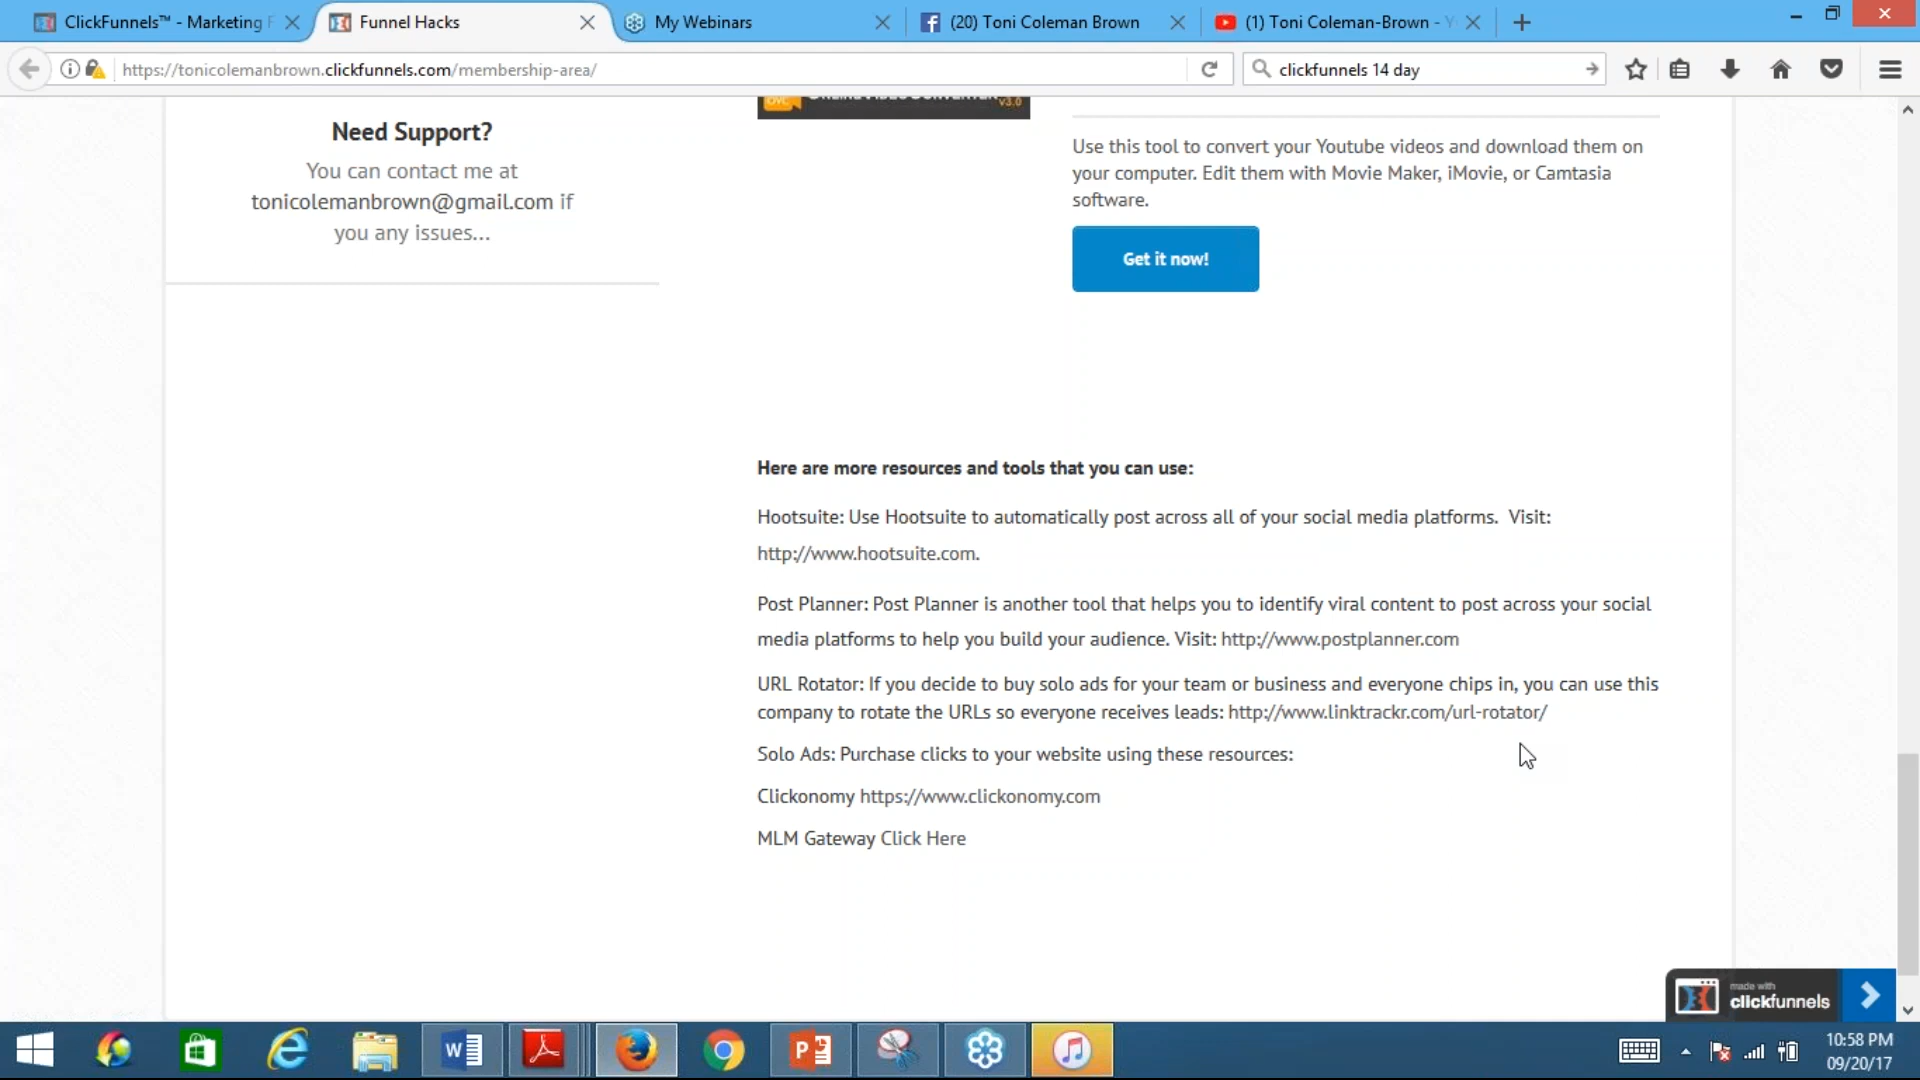 ClickFunnels™ - Marketing F
Funnel Hacks
My Webinars
(20) Toni Coleman Brown
(1) Toni Coleman-Brown - Y
https://tonicolemanbrown.clickfunnels.com/membership-area/
clickfunnels 14 day
v3.0
Need Support?
You can contact me at
tonicolemanbrown@gmail.com if
you any issues...
Use this tool to convert your Youtube videos and download them on
your computer. Edit them with Movie Maker, iMovie, or Camtasia
software.
Get it now!
Here are more resources and tools that you can use:
Hootsuite: Use Hootsuite to automatically post across all of your social media platforms.  Visit:
http://www.hootsuite.com.
Post Planner: Post Planner is another tool that helps you to identify viral content to post across your social
media platforms to help you build your audience. Visit: http://www.postplanner.com
URL Rotator: If you decide to buy solo ads for your team or business and everyone chips in, you can use this
company to rotate the URLs so everyone receives leads: http://www.linktrackr.com/url-rotator/
Solo Ads: Purchase clicks to your website using these resources:
Clickonomy https://www.clickonomy.com
MLM Gateway Click Here
made with
clickfunnels
10:58 PM
09/20/17